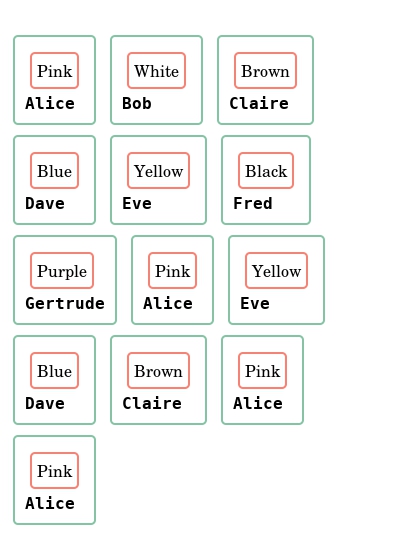 Pink White Brown
Alice Bob Claire
Blue Yellow Black
Dave Eve Fred
Purple Pink Yellow
Gertrude Alice Eve
Blue Brown Pink
Dave Claire Alice
Pink
Alice